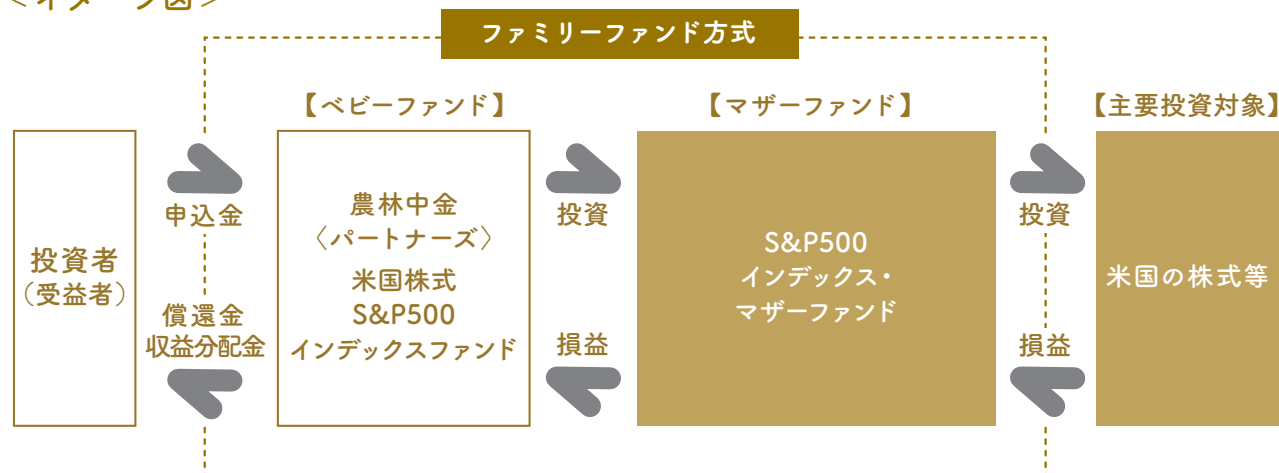 ＜イメージ図＞
ファミリーファンド方式
【ベビーファンド】
【マザーファンド】
【主要投資対象】
投資者
（受益者）
申込金
償還金
収益分配金
農林中金
〈パートナーズ〉
米国株式
S&P500
インデックスファンド
投資
損益
S&P500
インデックス・
マザーファンド
投資
損益
米国の株式等